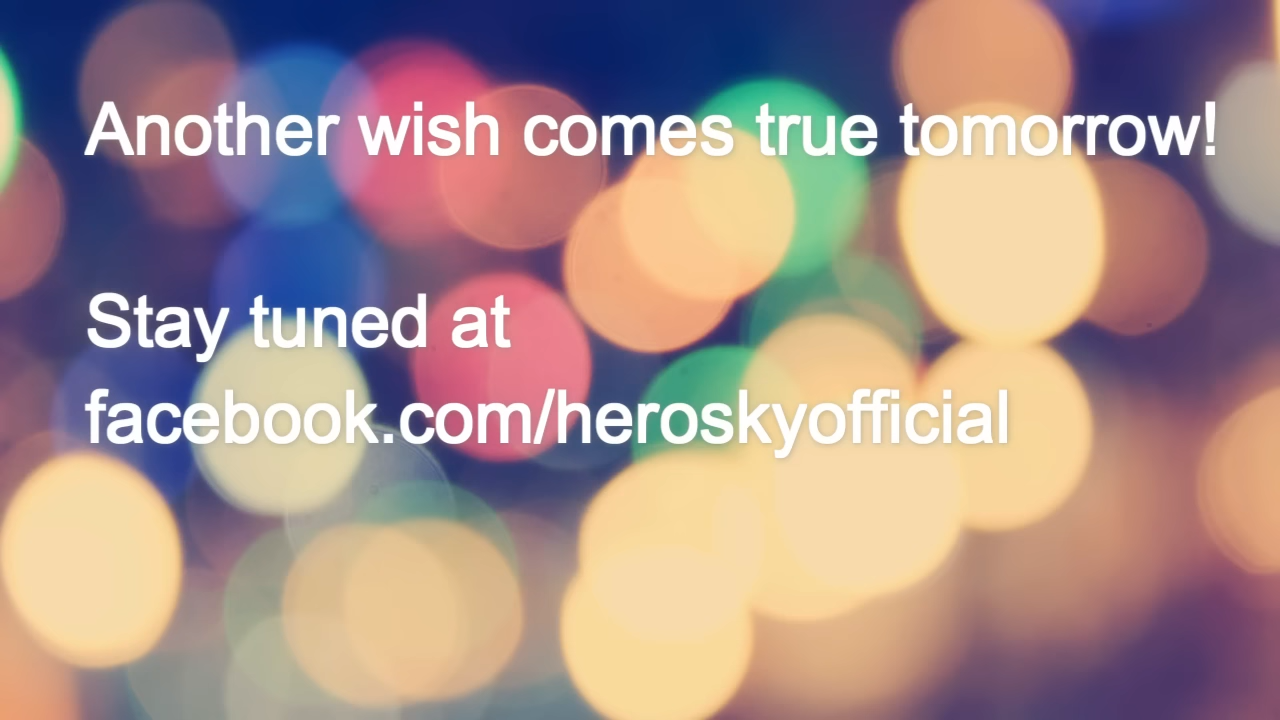 Another wish comes true tomorrow!
Stay tuned at
facebook.com/heroskyofficial